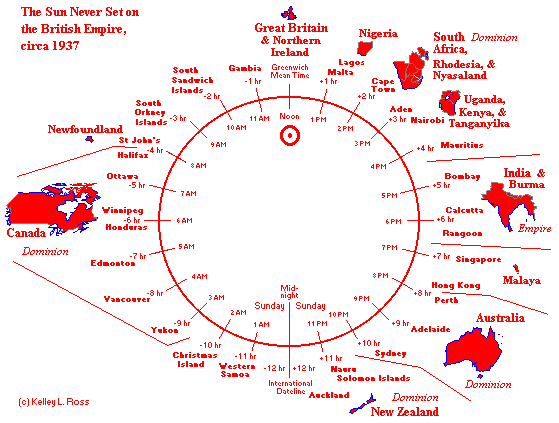 The Sun Never Set on
the British Empire,
circa 1937
Great Britain
& Northern
Ireland
Greenwich
Mean Time
Noon
Nigeria
Lagos
Malta
+1 hr
1 PM
South Dominion
Africa,
Rhodesia, &
Nyasaland
Cape
Town
+2 hr
2 PM
Uganda,
Kenya, &
Tanganyika
Aden
+3 hr Nairobi
3 PM
+4 hr Mauritius
4 PM
India &
Burma
Empire
Bombay
+5 hr
5 PM
Calcutta
+6 hr
Rangoon
6 PM
+7 hr Singapore
7 PM
Malaya
Hong Kong
+8 hr
Perth
8 PM
Australia
Dominion
Adelaide
+9 hr
9 PM
Sydney
+10 hr
10 PM
+11 hr Nauru
Solomon Islands
11 PM
Auckland
Dominion
New Zealand
Mid-
night
Sunday Sunday
-12 hr +12 hr
International
Dateline
1 AM
-11 hr
Western
Samoa
2 AM
-10 hr
Christmas
Island
3 AM
-9 hr
Yukon
4 AM
-8 hr
Vancouver
5 AM
-7 hr
Edmonton
6 AM
Winnipeg
-6 hr
Honduras
7 AM
Ottawa
-5 hr
Canada
Dominion
8 AM
St John's
-4 hr
Halifax
Newfoundland
9 AM
-3 hr
South
Orkney
Islands
10 AM
-2 hr
South
Sandwich
Islands
11 AM
Gambia -1 hr
(c) Kelley L. Ross